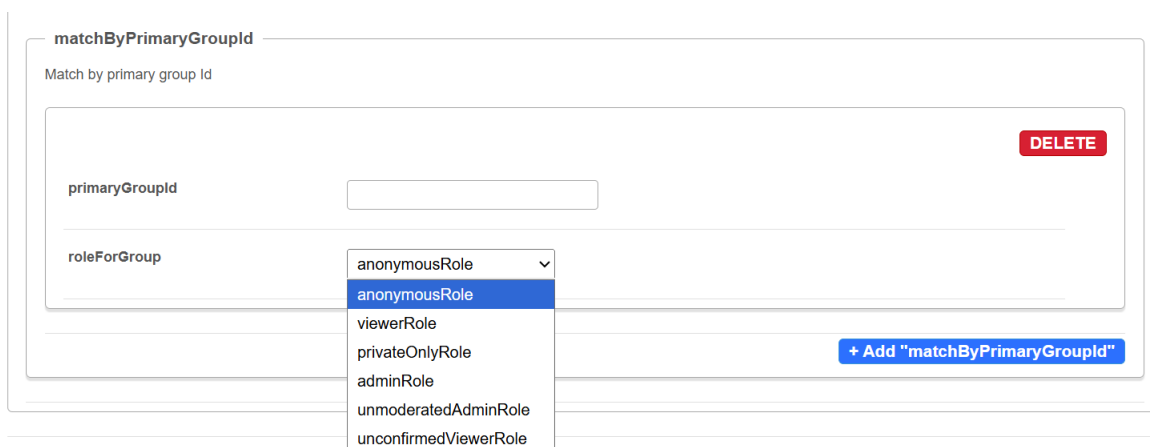 matchByPrimaryGroupId
Match by primary group Id
DELETE
primaryGroupId
roleForGroup
anonymousRole
anonymousRole
viewerRole
privateOnlyRole
adminRole
unmoderatedAdminRole
unconfirmedViewerRole
+ Add "matchByPrimaryGroupId"